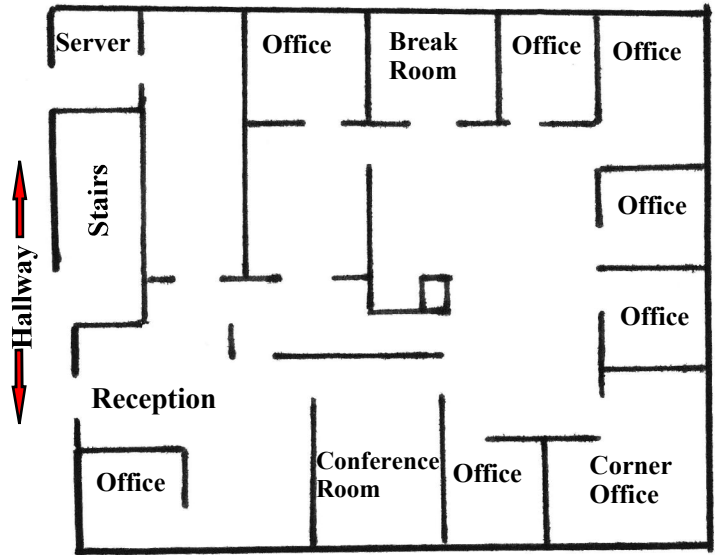 Server
Office
Break
Room
Office
Office
Stairs
Hallway
Office
Office
Reception
Office
Conference
Room
Office
Corner
Office